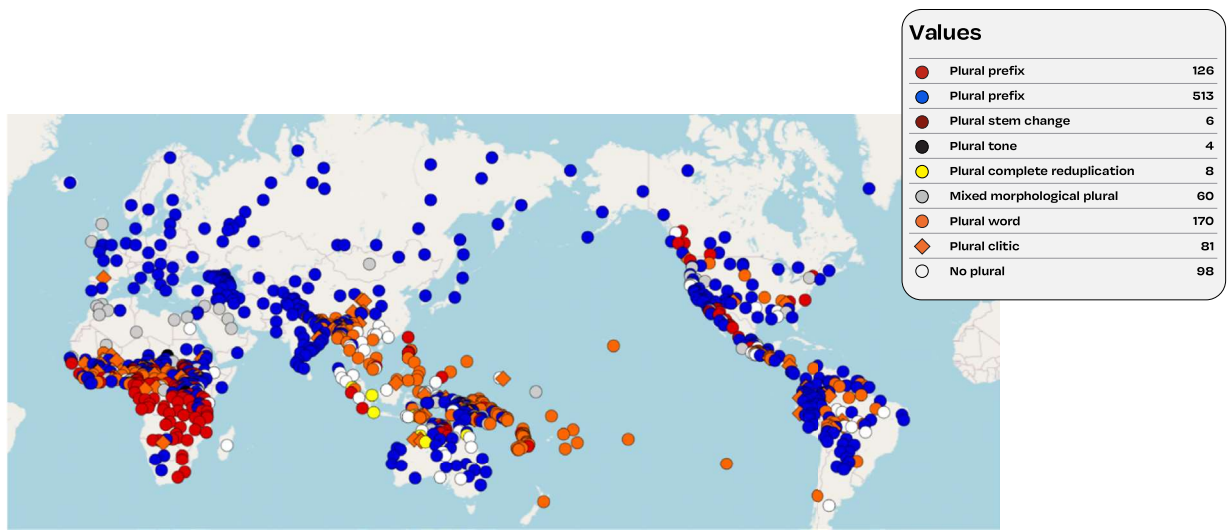 Values
Plural prefix 126
Plural prefix 513
Plural stem change 6
Plural tone 4
Plural complete reduplication 8
Mixed morphological plural 60
Plural word 170
Plural clitic 81
No plural 98